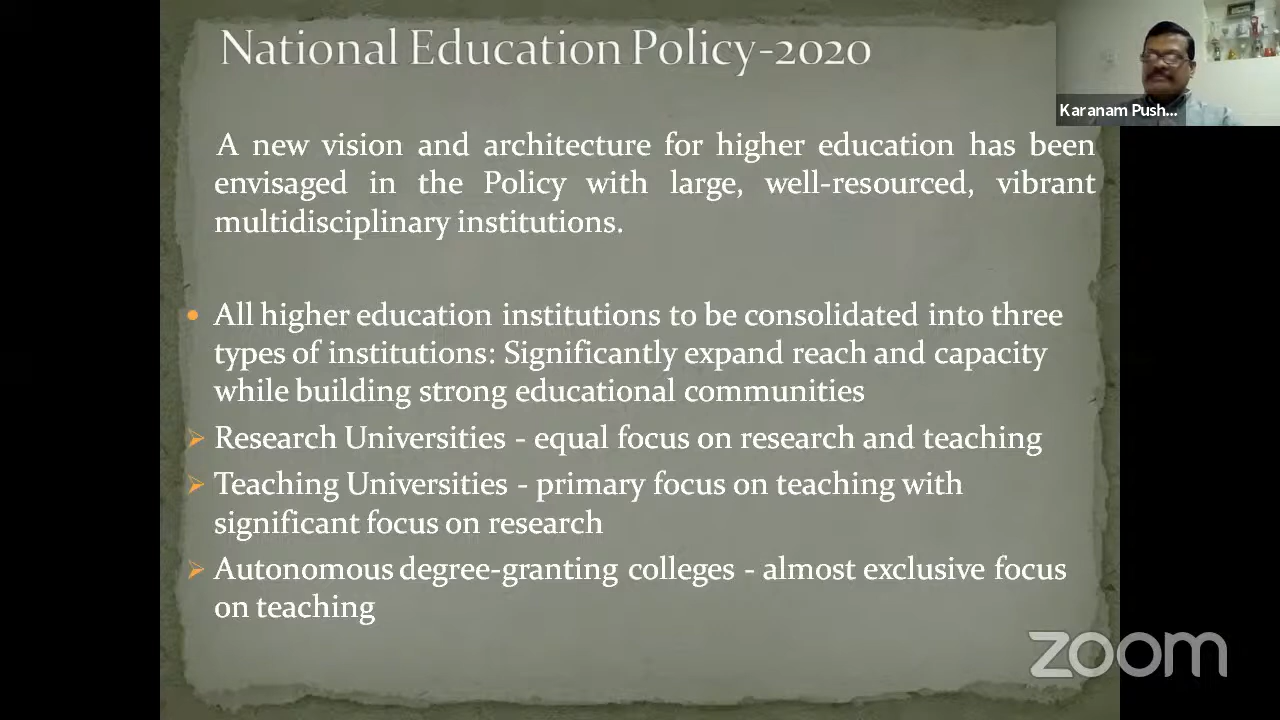 National Education Policy-2020
Karanam Push...
A new vision and architecture for higher education has been
envisaged in the Policy with large, well-resourced, vibrant
multidisciplinary institutions.
All higher education institutions to be consolidated into three
types of institutions: Significantly expand reach and capacity
while building strong educational communities
Research Universities - equal focus on research and teaching
Teaching Universities - primary focus on teaching with
significant focus on research
Autonomous degree-granting colleges - almost exclusive focus
on teaching
zoom